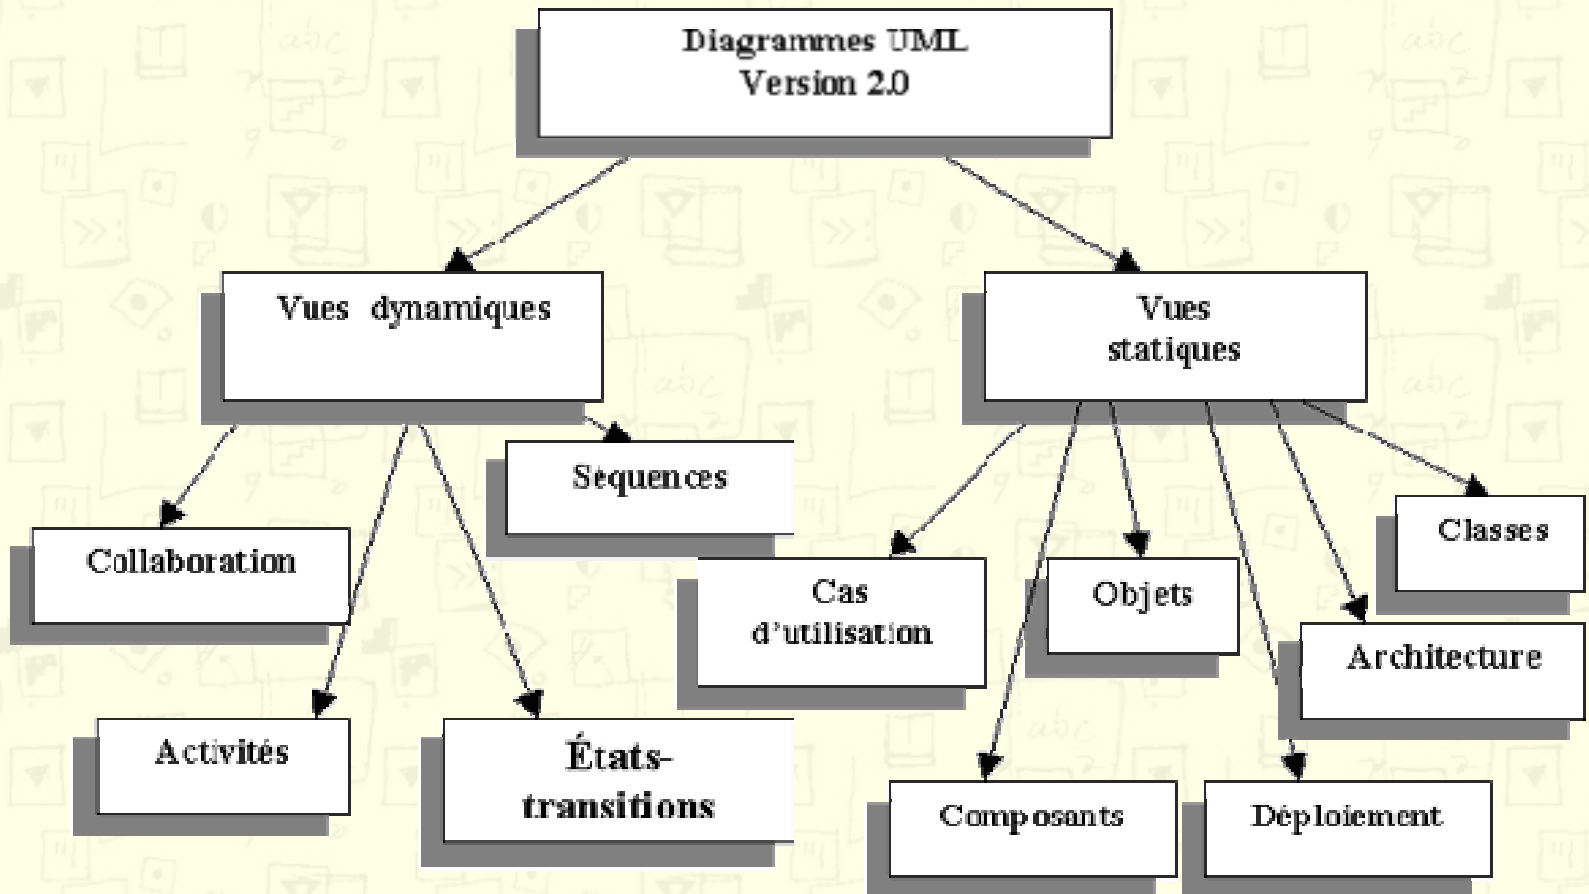 Diagrammes UML
Version 2.0
Vues dynamiques
Vues
statiques
Séquences
Collaboration
Classes
Cas
d'utilisation
Objets
Architecture
Activités
États-
transitions
Composants
Déploiement